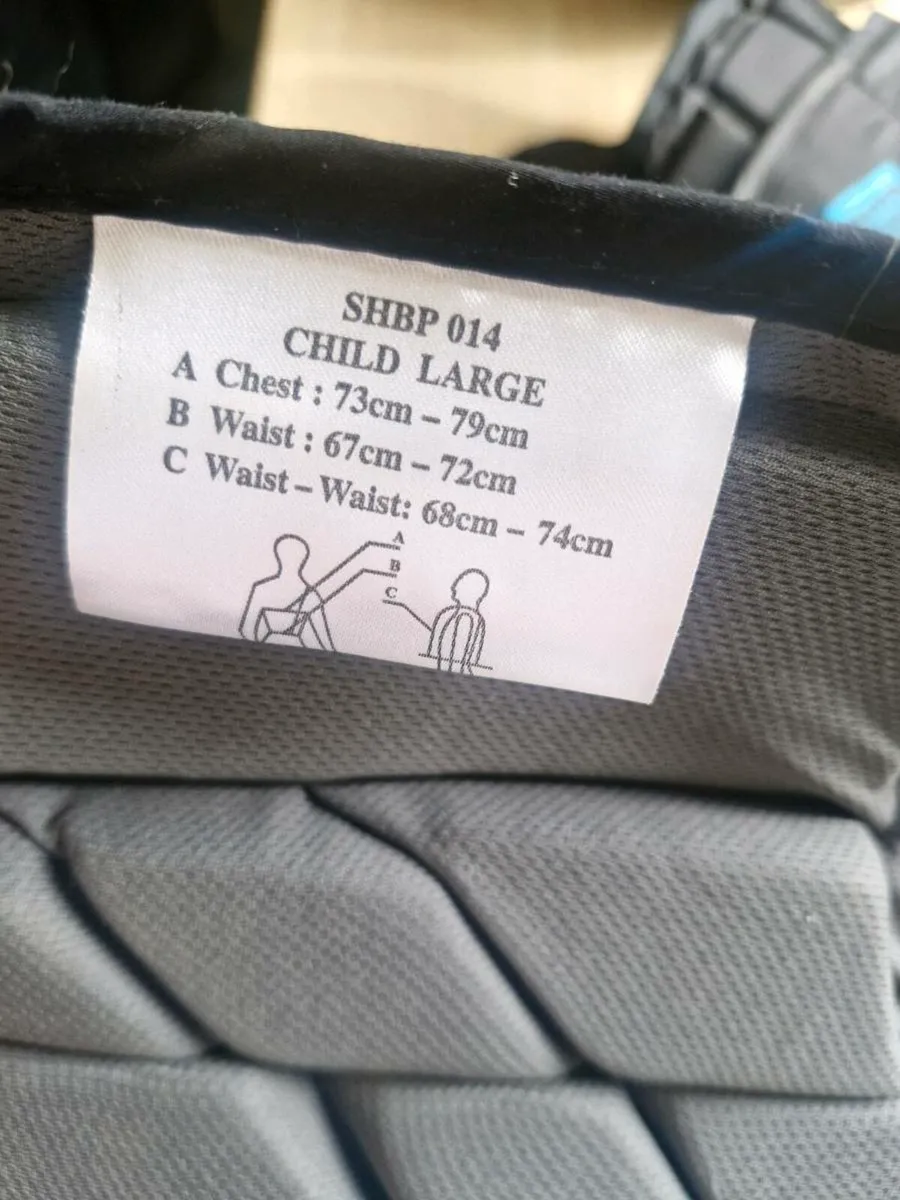 SHBP 014
CHILD LARGE
A Chest : 73cm – 79cm
B Waist : 67cm – 72cm
C Waist – Waist: 68cm – 74cm
A
B
C